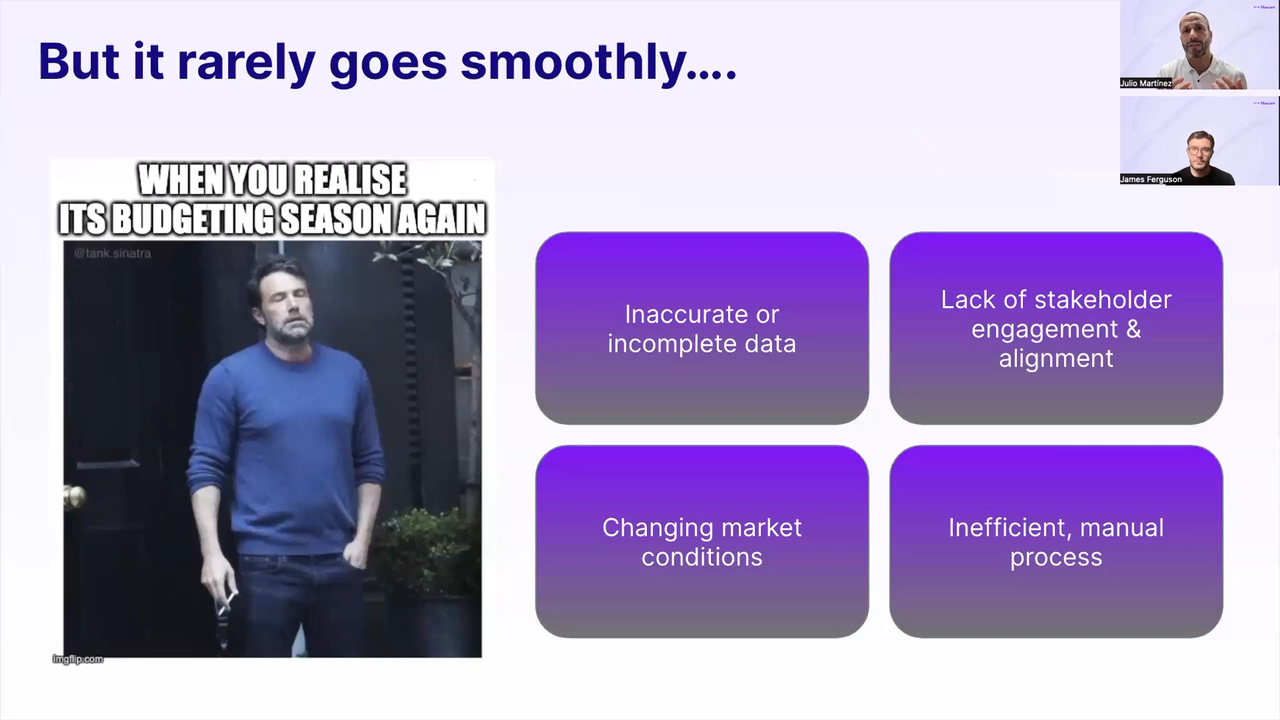 But it rarely goes smoothly....
WHEN YOU REALISE
ITS BUDGETING SEASON AGAIN
@tank.sinatra
imgflip.com
Inaccurate or
incomplete data
Lack of stakeholder
engagement &
alignment
Changing market
conditions
Inefficient, manual
process
Julio Martínez
James Ferguson